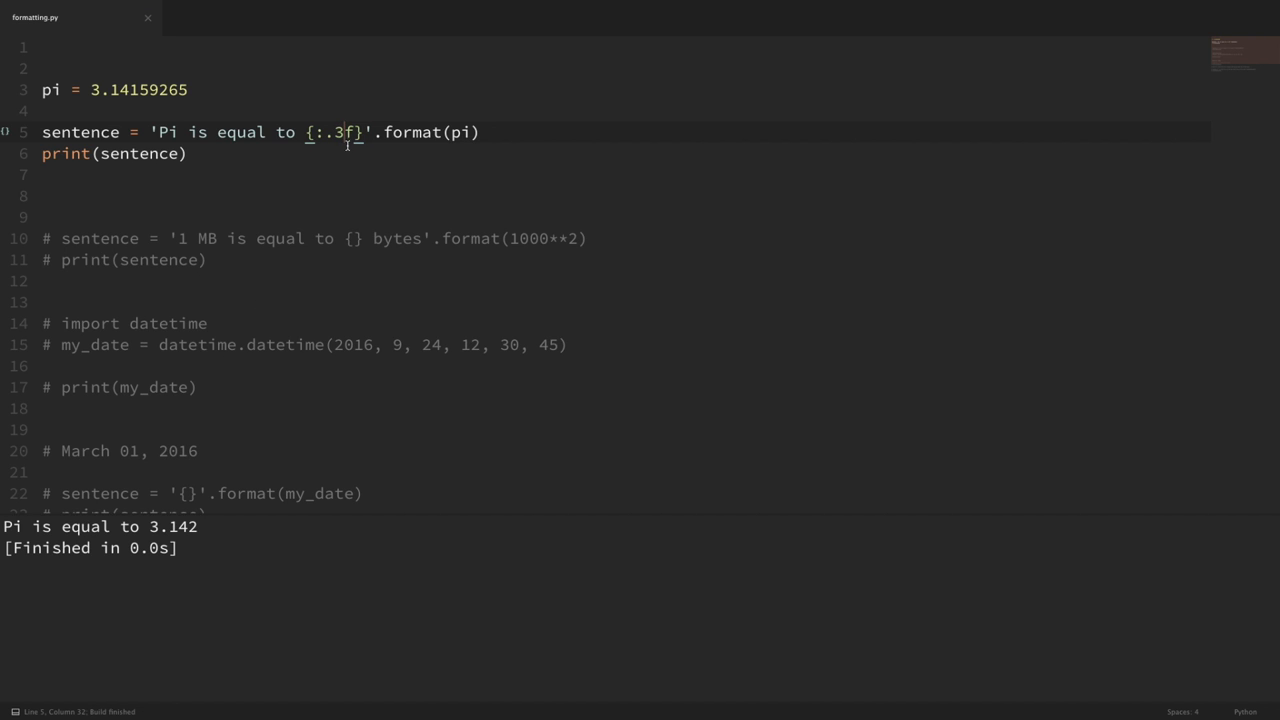 formatting.py ×
1
2
3 pi = 3.14159265
4
{} 5 sentence = 'Pi is equal to {:.3f}'.format(pi)
6 print(sentence)
7
8
9
10 # sentence = '1 MB is equal to {} bytes'.format(1000**2)
11 # print(sentence)
12
13
14 # import datetime
15 # my_date = datetime.datetime(2016, 9, 24, 12, 30, 45)
16
17 # print(my_date)
18
19
20 # March 01, 2016
21
22 # sentence = '{}'.format(my_date)
23 # print(sentence)
Pi is equal to 3.142
[Finished in 0.0s]
Line 5, Column 32; Build finished Spaces: 4 Python